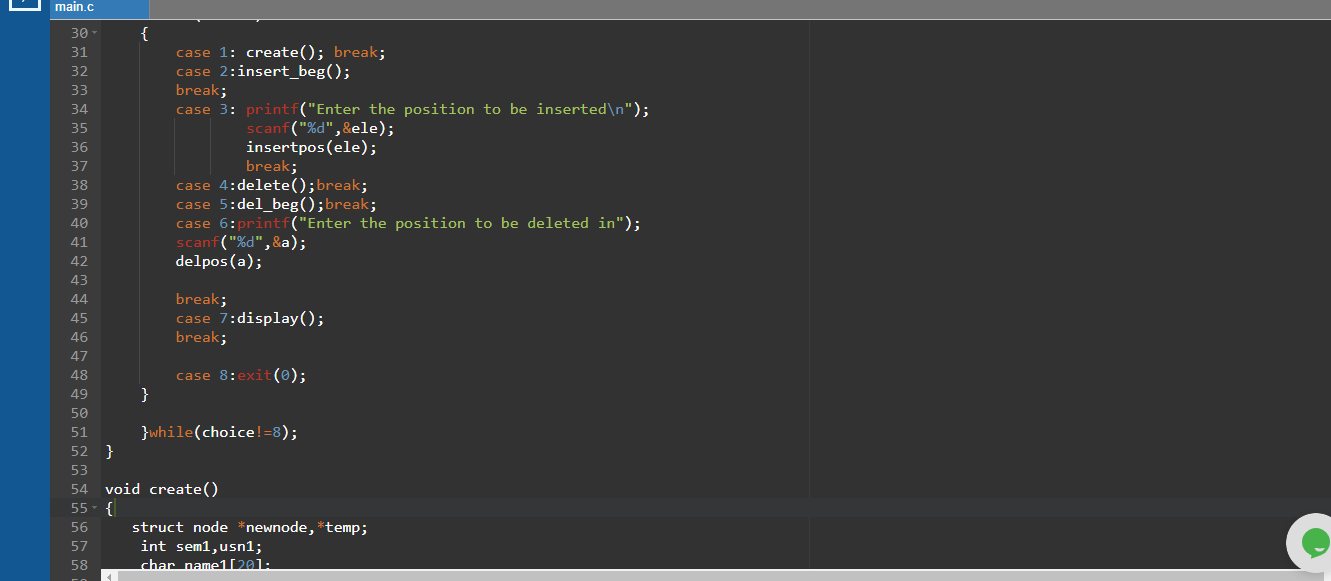 main.c
30 {
31 case 1: create(); break;
32 case 2:insert_beg();
33 break;
34 case 3: printf("Enter the position to be inserted\n");
35 scanf("%d",&ele);
36 insertpos(ele);
37 break;
38 case 4:delete();break;
39 case 5:del_beg();break;
40 case 6:printf("Enter the position to be deleted in");
41 scanf("%d",&a);
42 delpos(a);
43
44 break;
45 case 7:display();
46 break;
47
48 case 8:exit(0);
49 }
50
51 }while(choice!=8);
52 }
53
54 void create()
55 {
56 struct node *newnode,*temp;
57 int sem1,usn1;
58 char name1[20];